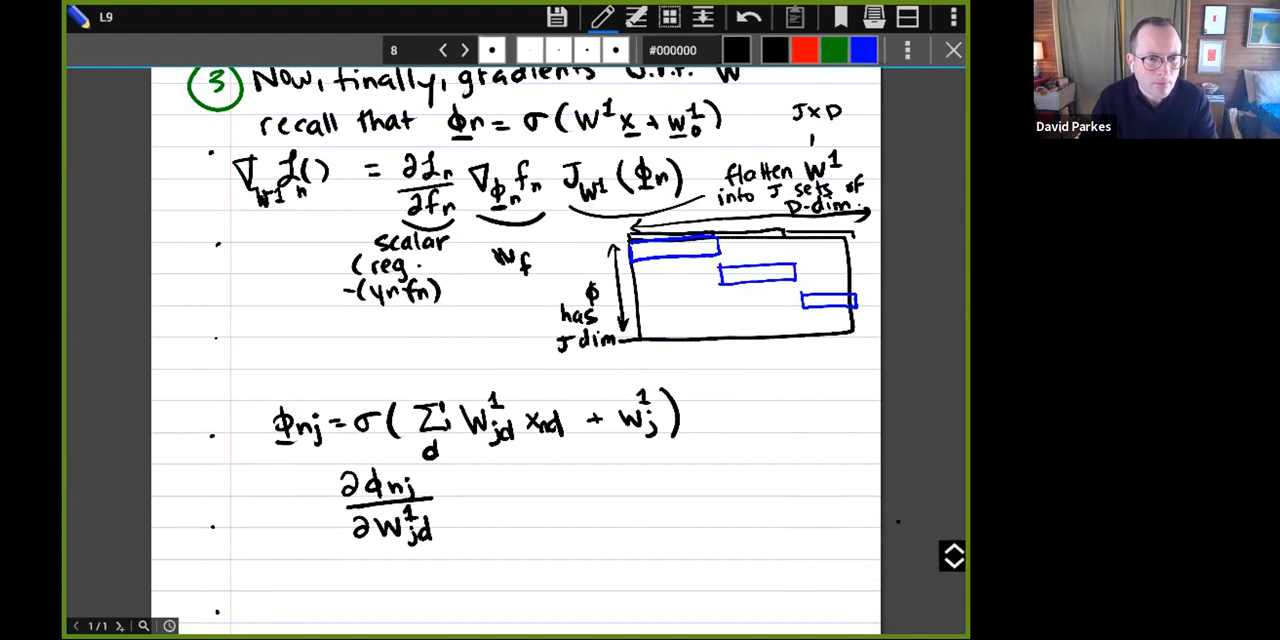 L9
8
#000000
David Parkes
3 Now, finally, gradients w.r.t. W
recall that ϕn = σ(W¹x + w¹₀)
J×D
∇W¹ ℒn() = ∂ℒn/∂fn ∇ϕn fn J_W¹(ϕn)
flatten W¹
into J sets of
D-dim.
scalar
(reg.
-(yn-fn)
wf
ϕ
has
J dim
ϕnj = σ(Σd W¹jd xnd + w¹j)
∂ϕnj
∂W¹jd
1/1